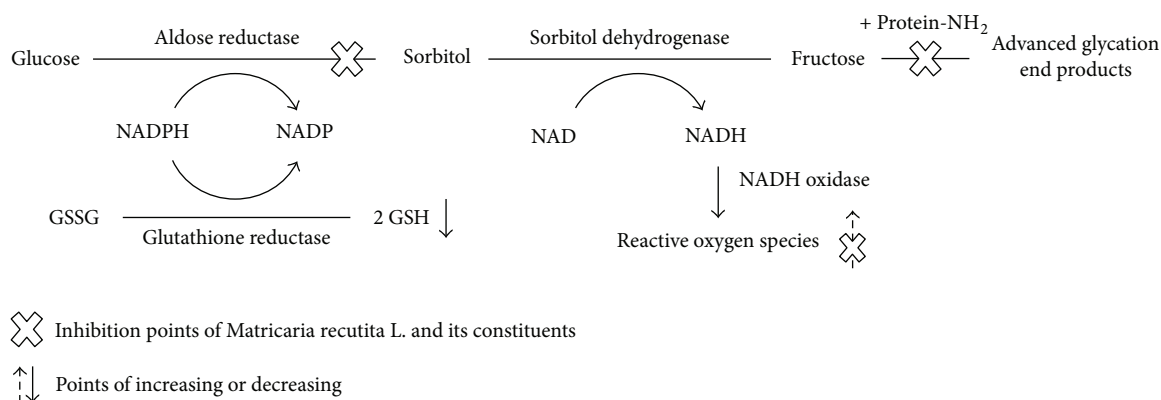 Glucose
Aldose reductase
Sorbitol
Sorbitol dehydrogenase
Fructose
+ Protein-NH₂
Advanced glycation
end products
NADPH
NADP
NAD
NADH
NADH oxidase
GSSG
Glutathione reductase
2 GSH
Reactive oxygen species
Inhibition points of Matricaria recutita L. and its constituents
Points of increasing or decreasing